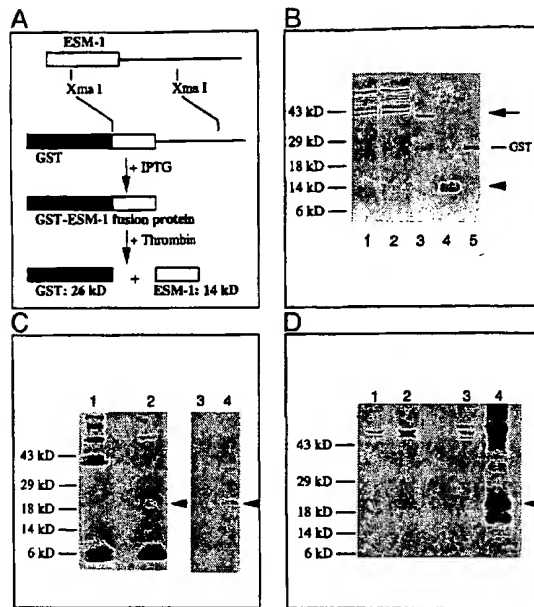 A
ESM-1
Xma I Xma I
GST
+ IPTG
GST-ESM-1 fusion protein
+ Thrombin
+
GST: 26 kD ESM-1: 14 kD
B
43 kD
29 kD
18 kD
14 kD
6 kD
GST
1 2 3 4 5
C
1 2 3 4
43 kD
29 kD
18 kD
14 kD
6 kD
D
1 2 3 4
43 kD
29 kD
18 kD
14 kD
6 kD